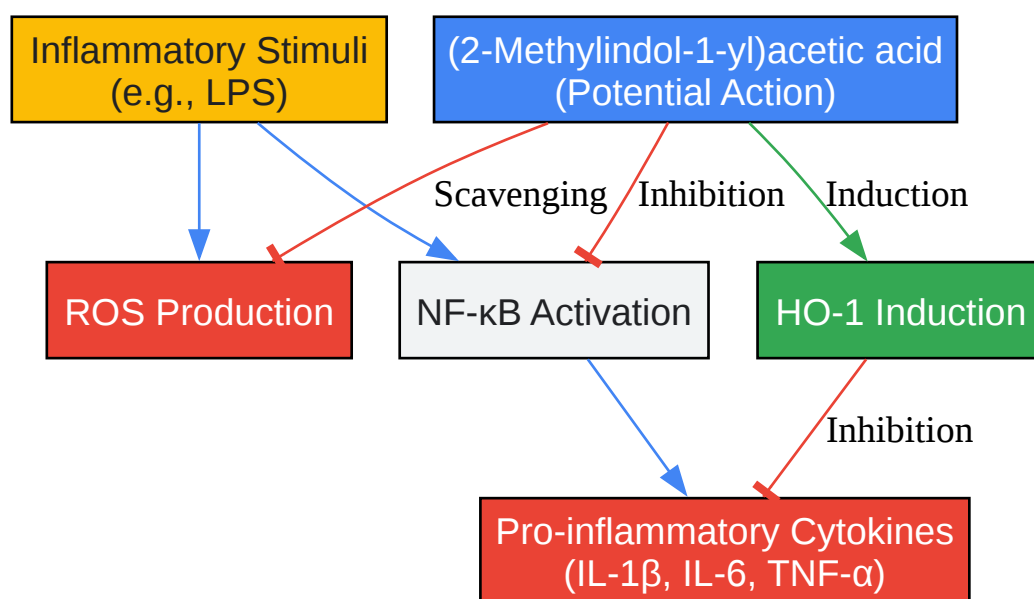 Inflammatory Stimuli
(e.g., LPS)
(2-Methylindol-1-yl)acetic acid
(Potential Action)
Scavenging
Inhibition
Induction
ROS Production
NF-κB Activation
HO-1 Induction
Inhibition
Pro-inflammatory Cytokines
(IL-1β, IL-6, TNF-α)